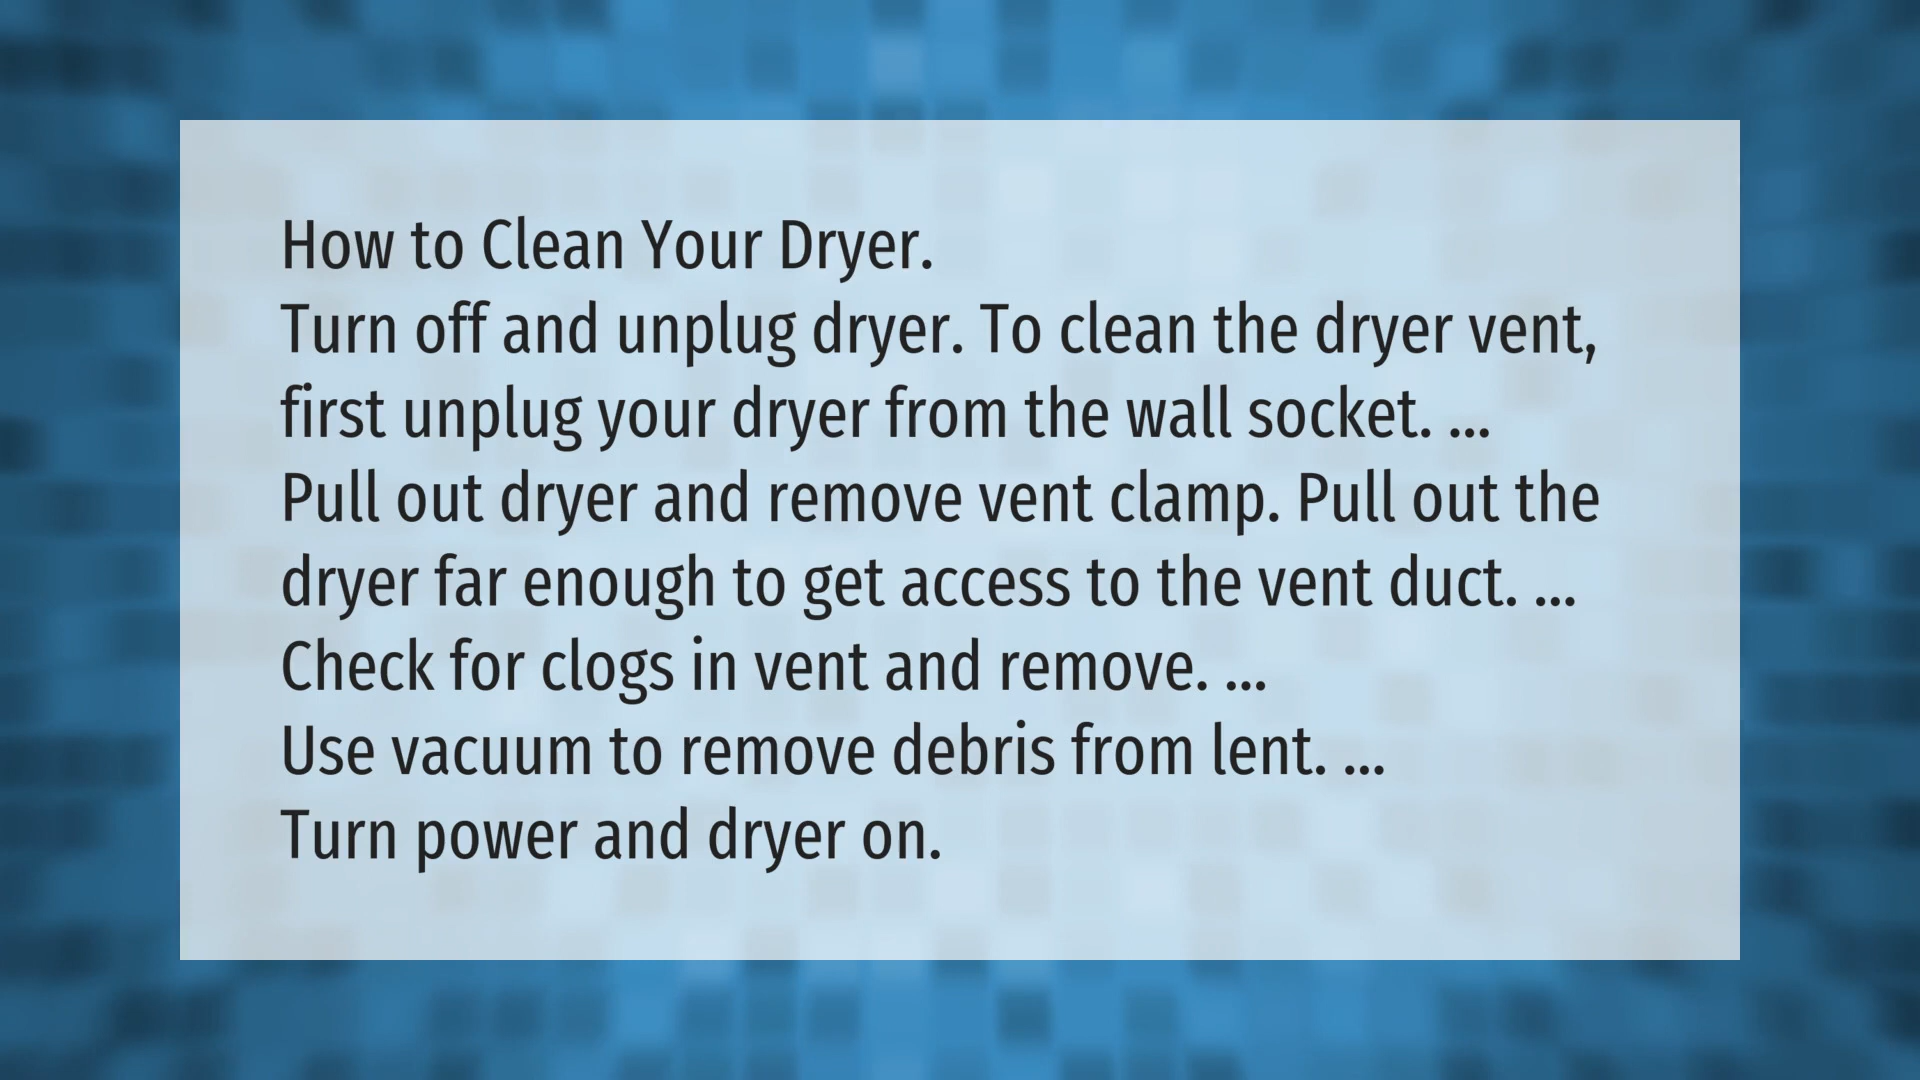 How to Clean Your Dryer.
Turn off and unplug dryer. To clean the dryer vent,
first unplug your dryer from the wall socket. ...
Pull out dryer and remove vent clamp. Pull out the
dryer far enough to get access to the vent duct. ...
Check for clogs in vent and remove. ...
Use vacuum to remove debris from lent. ...
Turn power and dryer on.